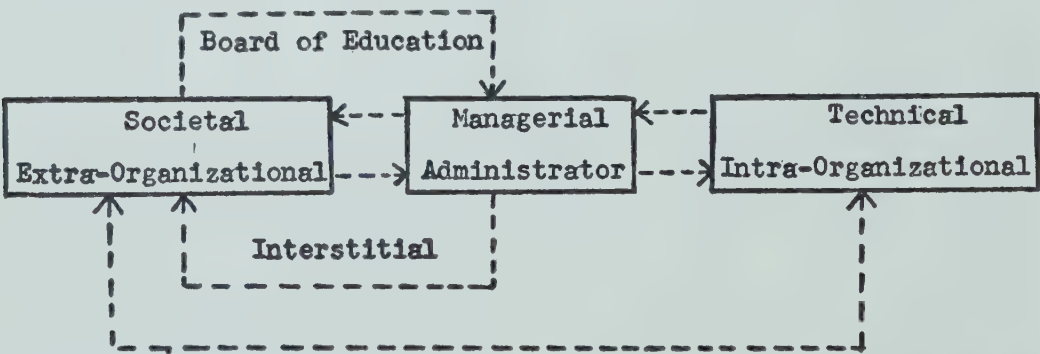 Board of Education
Societal
Extra-Organizational
Managerial
Administrator
Technical
Intra-Organizational
Interstitial